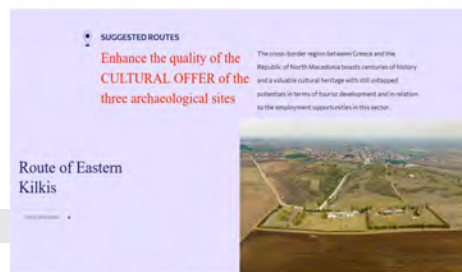 SUGGESTED ROUTES
Enhance the quality of the
CULTURAL OFFER of the
three archaeological sites
The cross-border region between Greece and the
Republic of North Macedonia boasts centuries of history
and a valuable cultural heritage with still untapped
potentials in terms of tourist development and in relation
to the employment opportunities in this sector.
Route of Eastern
Kilkis